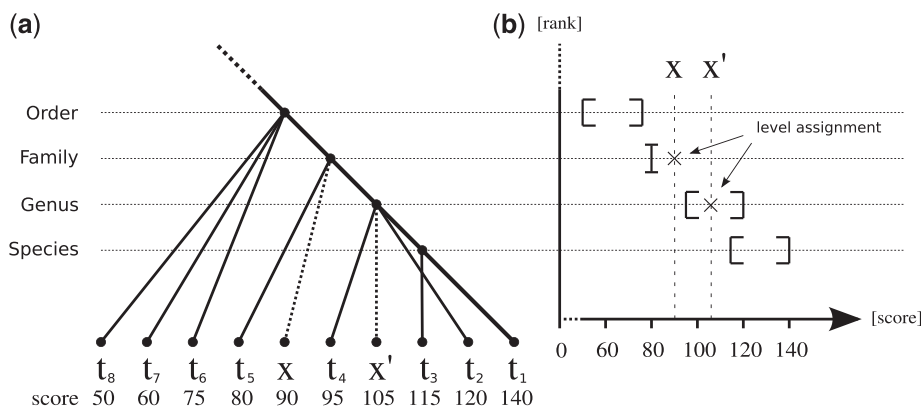 (a)
Order
Family
Genus
Species
t₈ t₇ t₆ t₅ x t₄ x' t₃ t₂ t₁
score 50 60 75 80 90 95 105 115 120 140
(b)
[rank]
x x'
level assignment
[score]
0 60 80 100 120 140